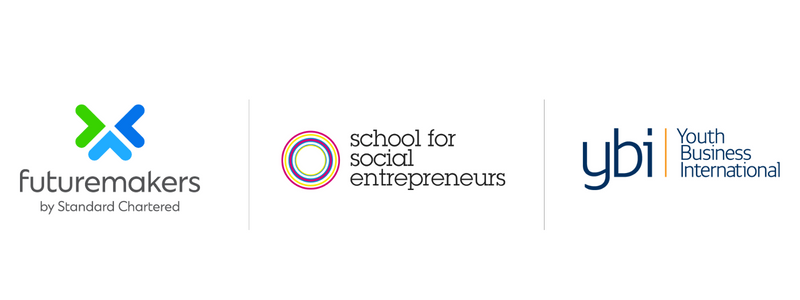 futuremakers
by Standard Chartered
school for
social
entrepreneurs
ybi
Youth
Business
International